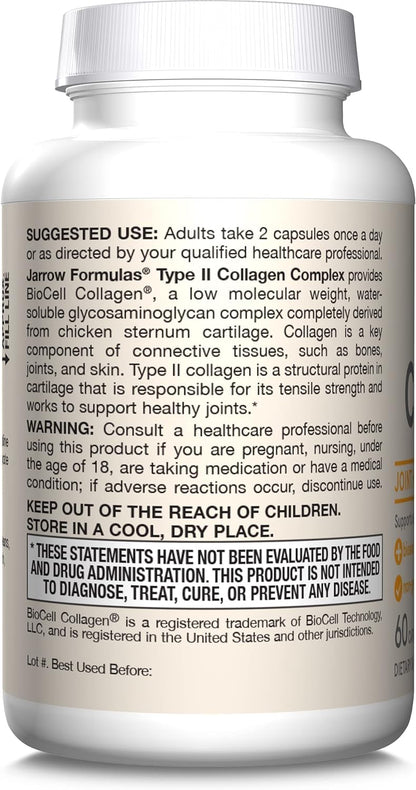 SUGGESTED USE: Adults take 2 capsules once a day
or as directed by your qualified healthcare professional.
Jarrow Formulas® Type II Collagen Complex provides
BioCell Collagen®, a low molecular weight, water-
soluble glycosaminoglycan complex completely derived
from chicken sternum cartilage. Collagen is a key
component of connective tissues, such as bones,
joints, and skin. Type II collagen is a structural protein in
cartilage that is responsible for its tensile strength and
works to support healthy joints.*
WARNING: Consult a healthcare professional before
using this product if you are pregnant, nursing, under
the age of 18, are taking medication or have a medical
condition; if adverse reactions occur, discontinue use.
KEEP OUT OF THE REACH OF CHILDREN.
STORE IN A COOL, DRY PLACE.
* THESE STATEMENTS HAVE NOT BEEN EVALUATED BY THE FOOD
AND DRUG ADMINISTRATION. THIS PRODUCT IS NOT INTENDED
TO DIAGNOSE, TREAT, CURE, OR PREVENT ANY DISEASE.
BioCell Collagen® is a registered trademark of BioCell Technology,
LLC, and is registered in the United States and other jurisdictions.
Lot #. Best Used Before:
FILL LINE
60